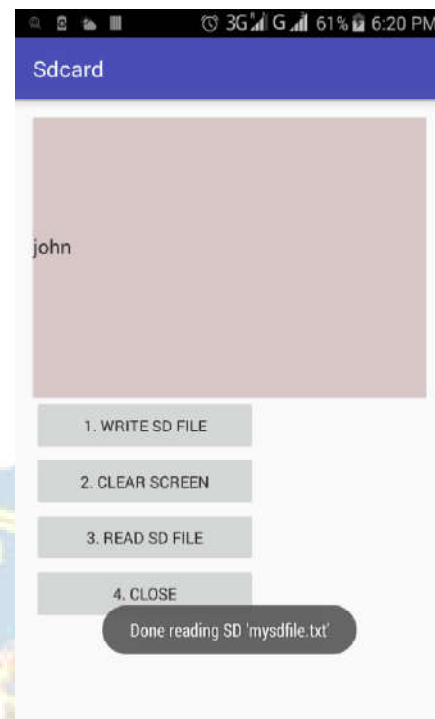 3G G 61% 6:20 PM
Sdcard
john
1. WRITE SD FILE
2. CLEAR SCREEN
3. READ SD FILE
4. CLOSE
Done reading SD 'mysdfile.txt'